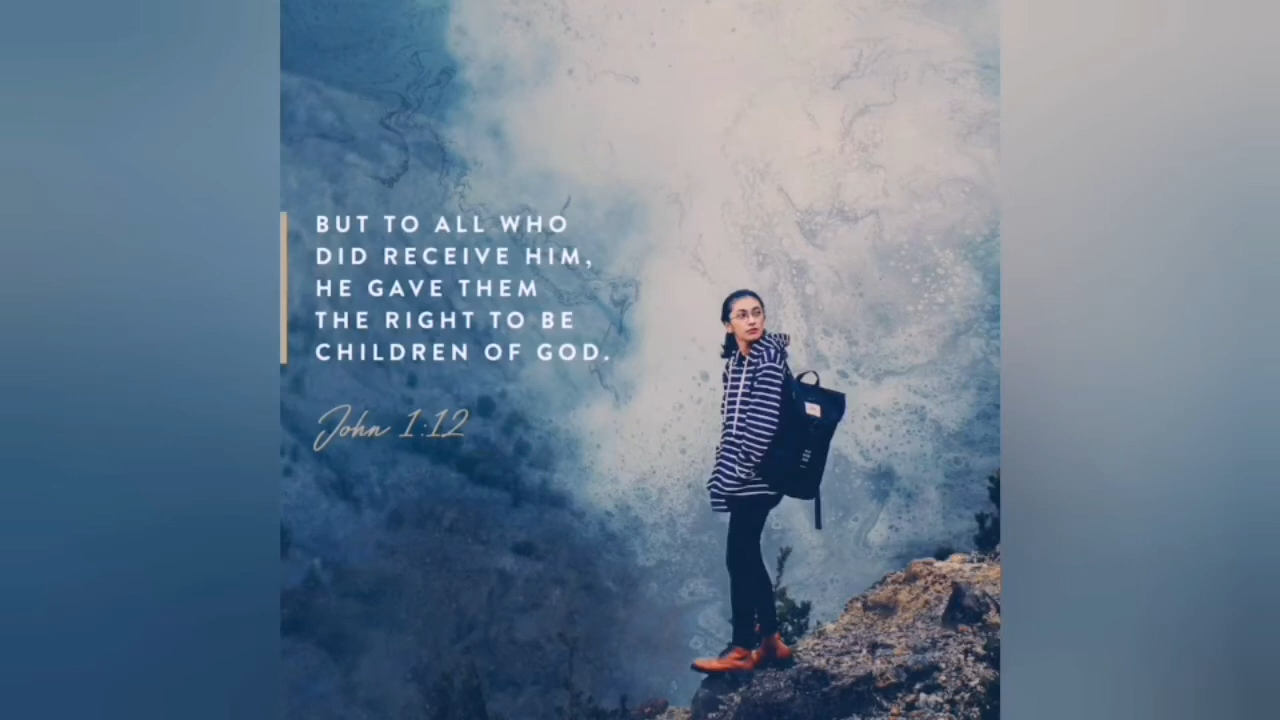 BUT TO ALL WHO
DID RECEIVE HIM,
HE GAVE THEM
THE RIGHT TO BE
CHILDREN OF GOD.
John 1:12